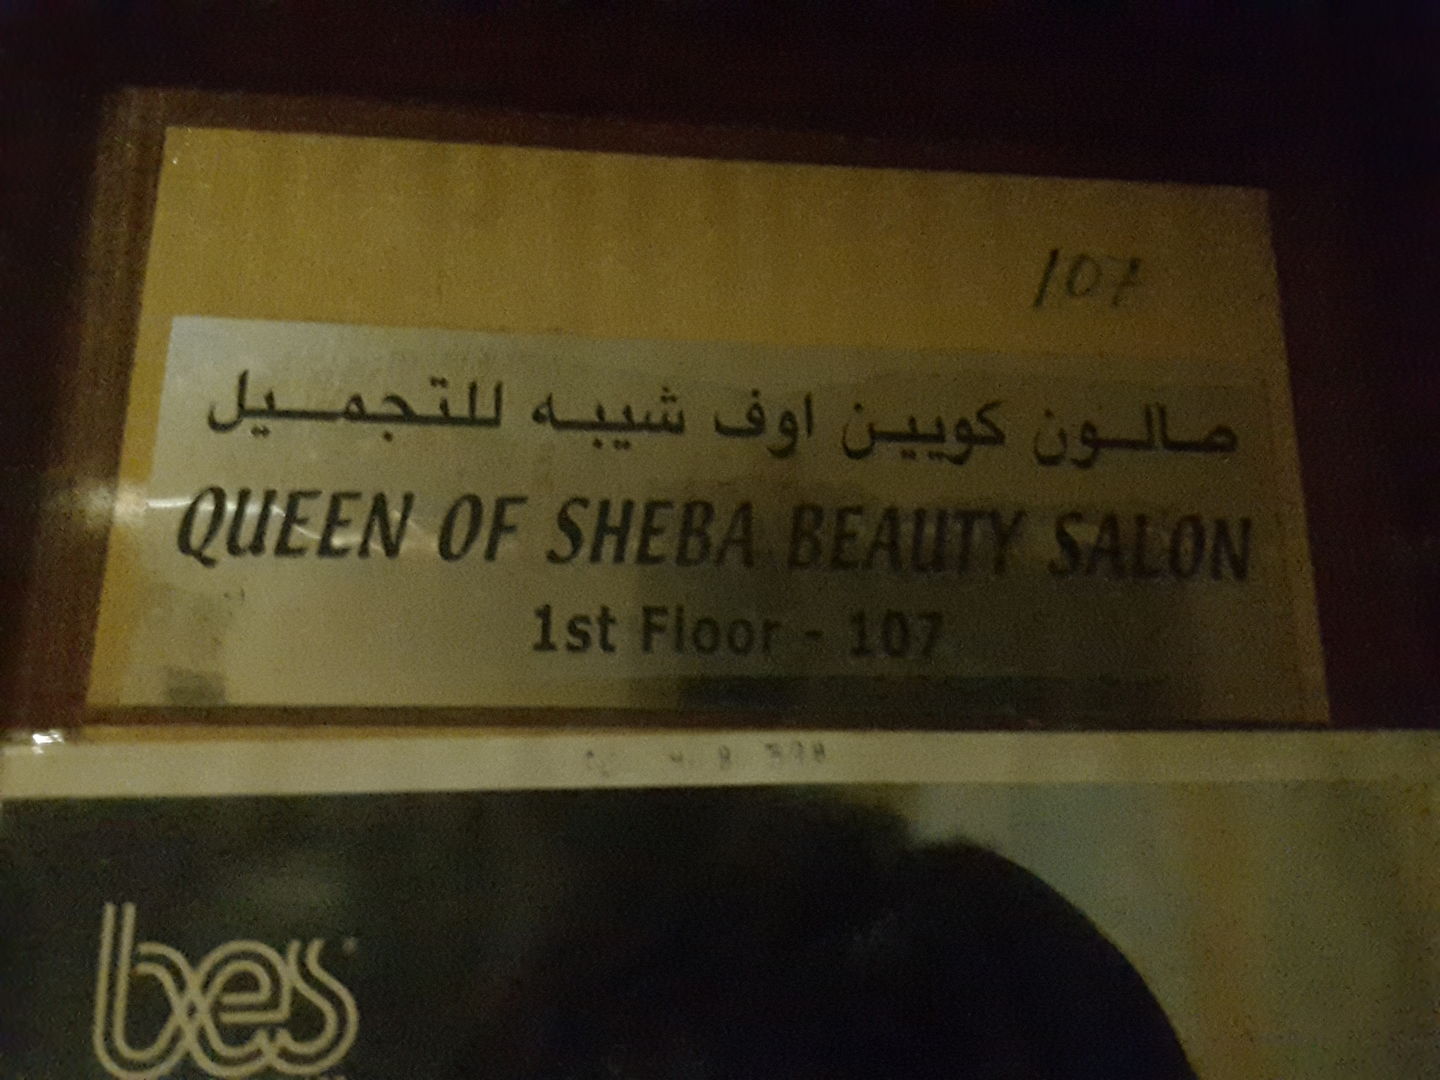 107
صالون كويين اوف شيبه للتجميل
QUEEN OF SHEBA BEAUTY SALON
1st Floor - 107
bes